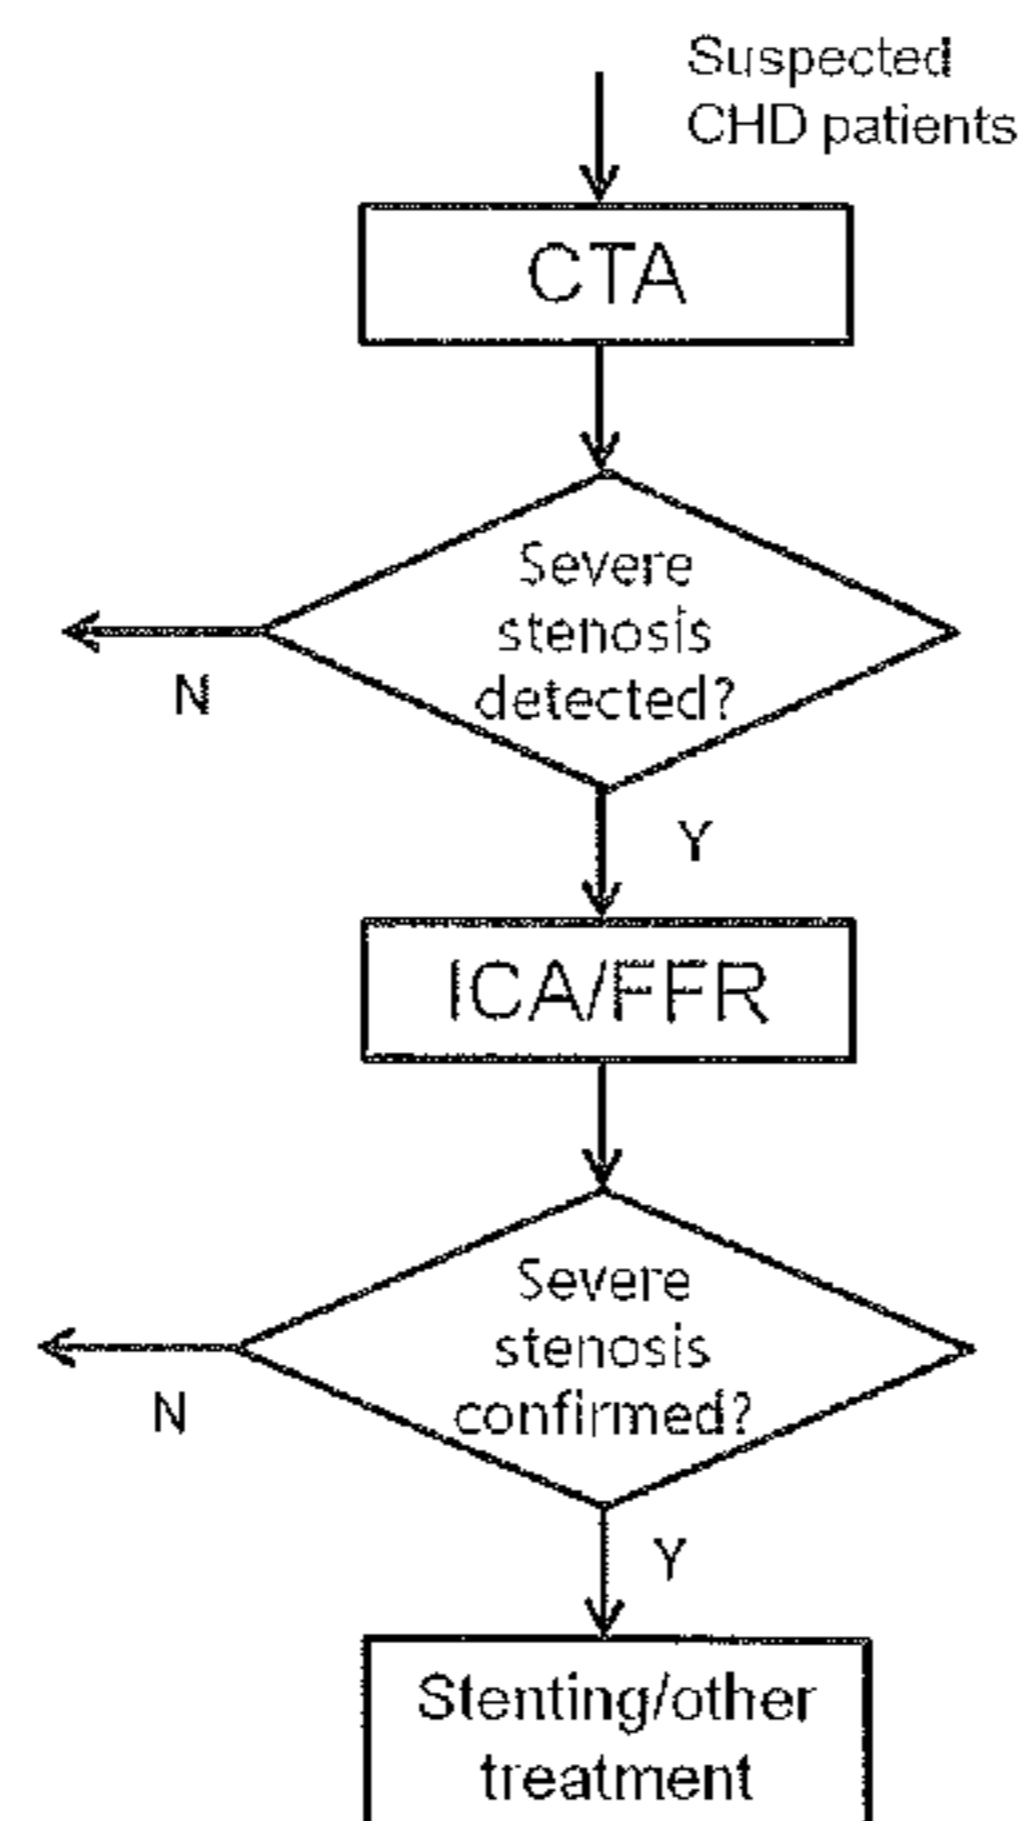 Suspected
CHD patients
CTA
Severe
stenosis
detected?
N
Y
ICA/FFR
Severe
stenosis
confirmed?
N
Y
Stenting/other
treatment